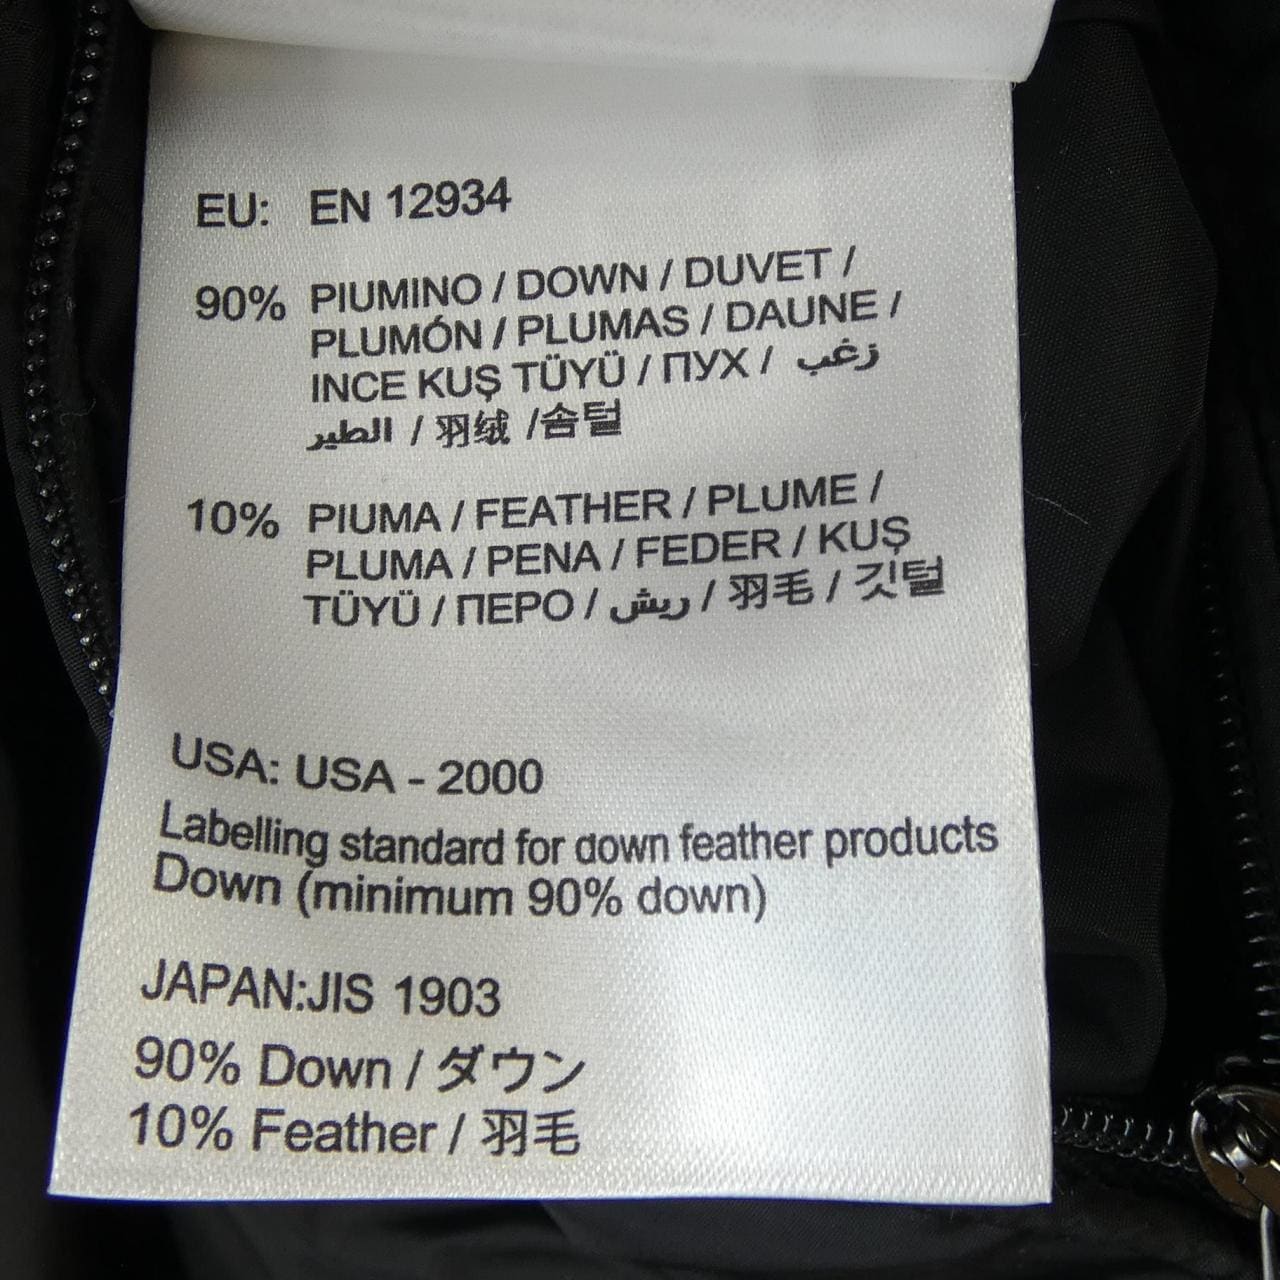 EU: EN 12934
90% PIUMINO / DOWN / DUVET /
PLUMÓN / PLUMAS / DAUNE /
INCE KUŞ TÜYÜ / ПУХ / زغب
الطير / 羽绒 /솜털
10% PIUMA / FEATHER / PLUME /
PLUMA / PENA / FEDER / KUŞ
TÜYÜ / ПЕРО / ريش / 羽毛 / 깃털
USA: USA - 2000
Labelling standard for down feather products
Down (minimum 90% down)
JAPAN:JIS 1903
90% Down / ダウン
10% Feather / 羽毛